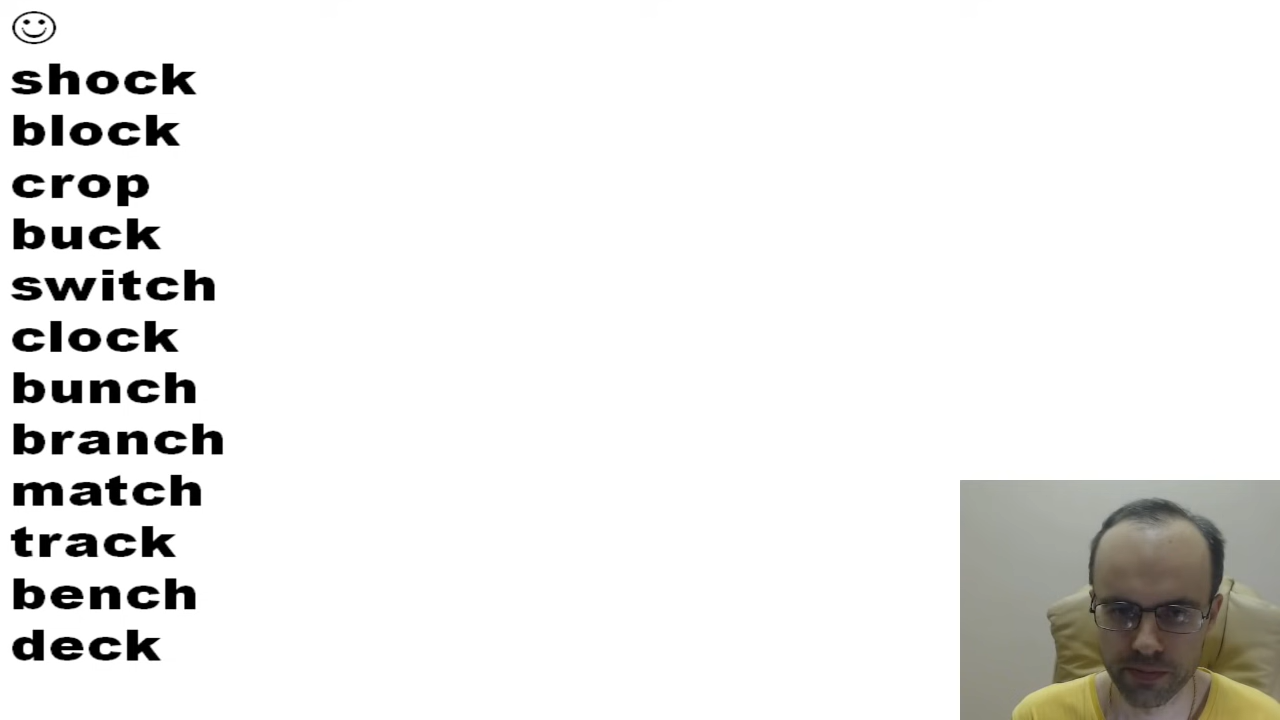 shock
block
crop
buck
switch
clock
bunch
branch
match
track
bench
deck